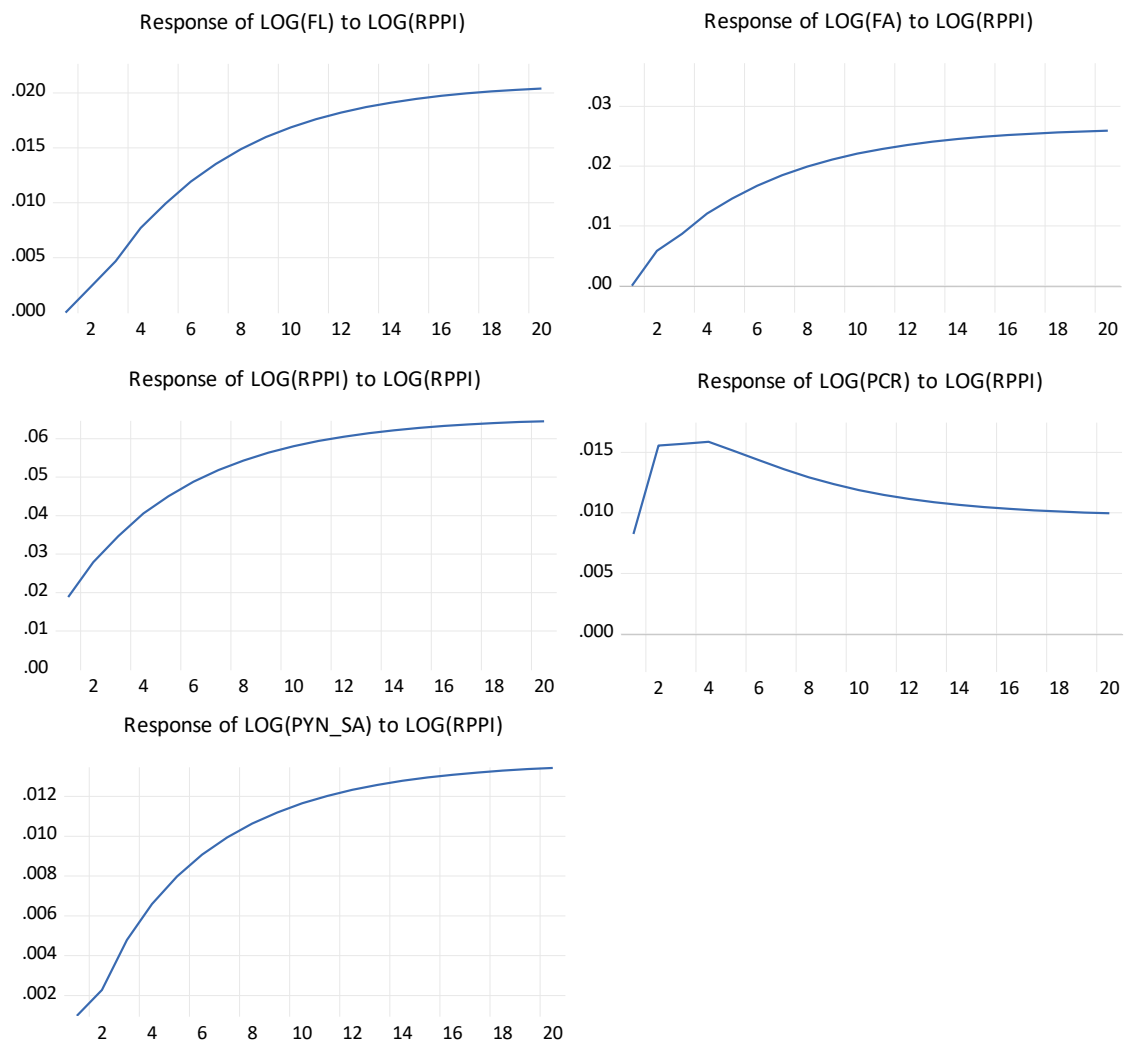 Response of LOG(FL) to LOG(RPPI)
.020
.015
.010
.005
.000
2 4 6 8 10 12 14 16 18 20
Response of LOG(FA) to LOG(RPPI)
.03
.02
.01
.00
2 4 6 8 10 12 14 16 18 20
Response of LOG(RPPI) to LOG(RPPI)
.06
.05
.04
.03
.02
.01
.00
2 4 6 8 10 12 14 16 18 20
Response of LOG(PCR) to LOG(RPPI)
.015
.010
.005
.000
2 4 6 8 10 12 14 16 18 20
Response of LOG(PYN_SA) to LOG(RPPI)
.012
.010
.008
.006
.004
.002
2 4 6 8 10 12 14 16 18 20